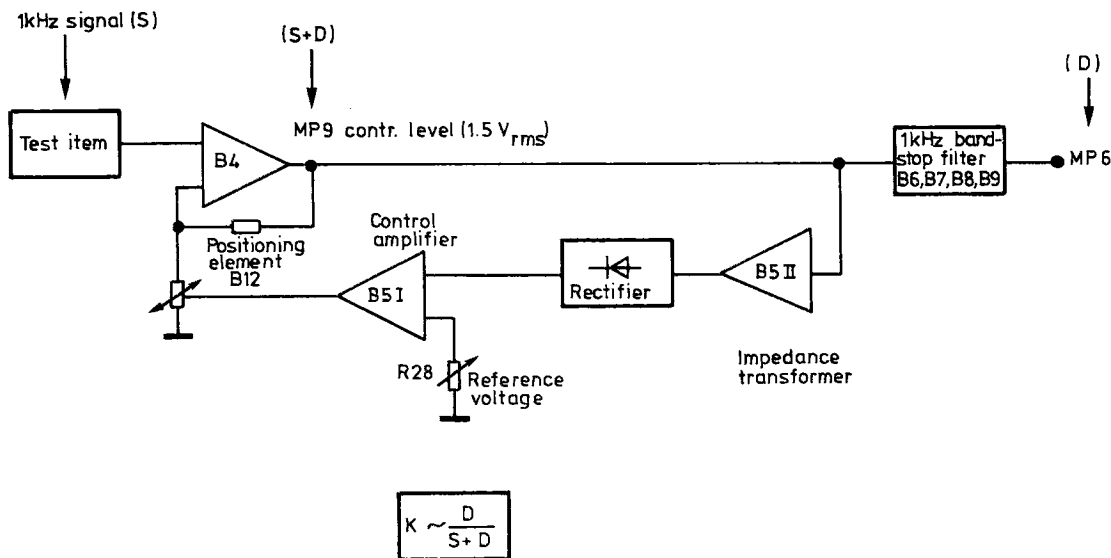 1kHz signal (S)
(S+D)
(D)
Test item
B4
MP9 contr. level (1.5 Vrms)
1kHz band-
stop filter
B6,B7,B8,B9
MP6
Positioning
element
B12
Control
amplifier
B5 I
Rectifier
B5 II
R28
Reference
voltage
Impedance
transformer
K ~ D
S+D